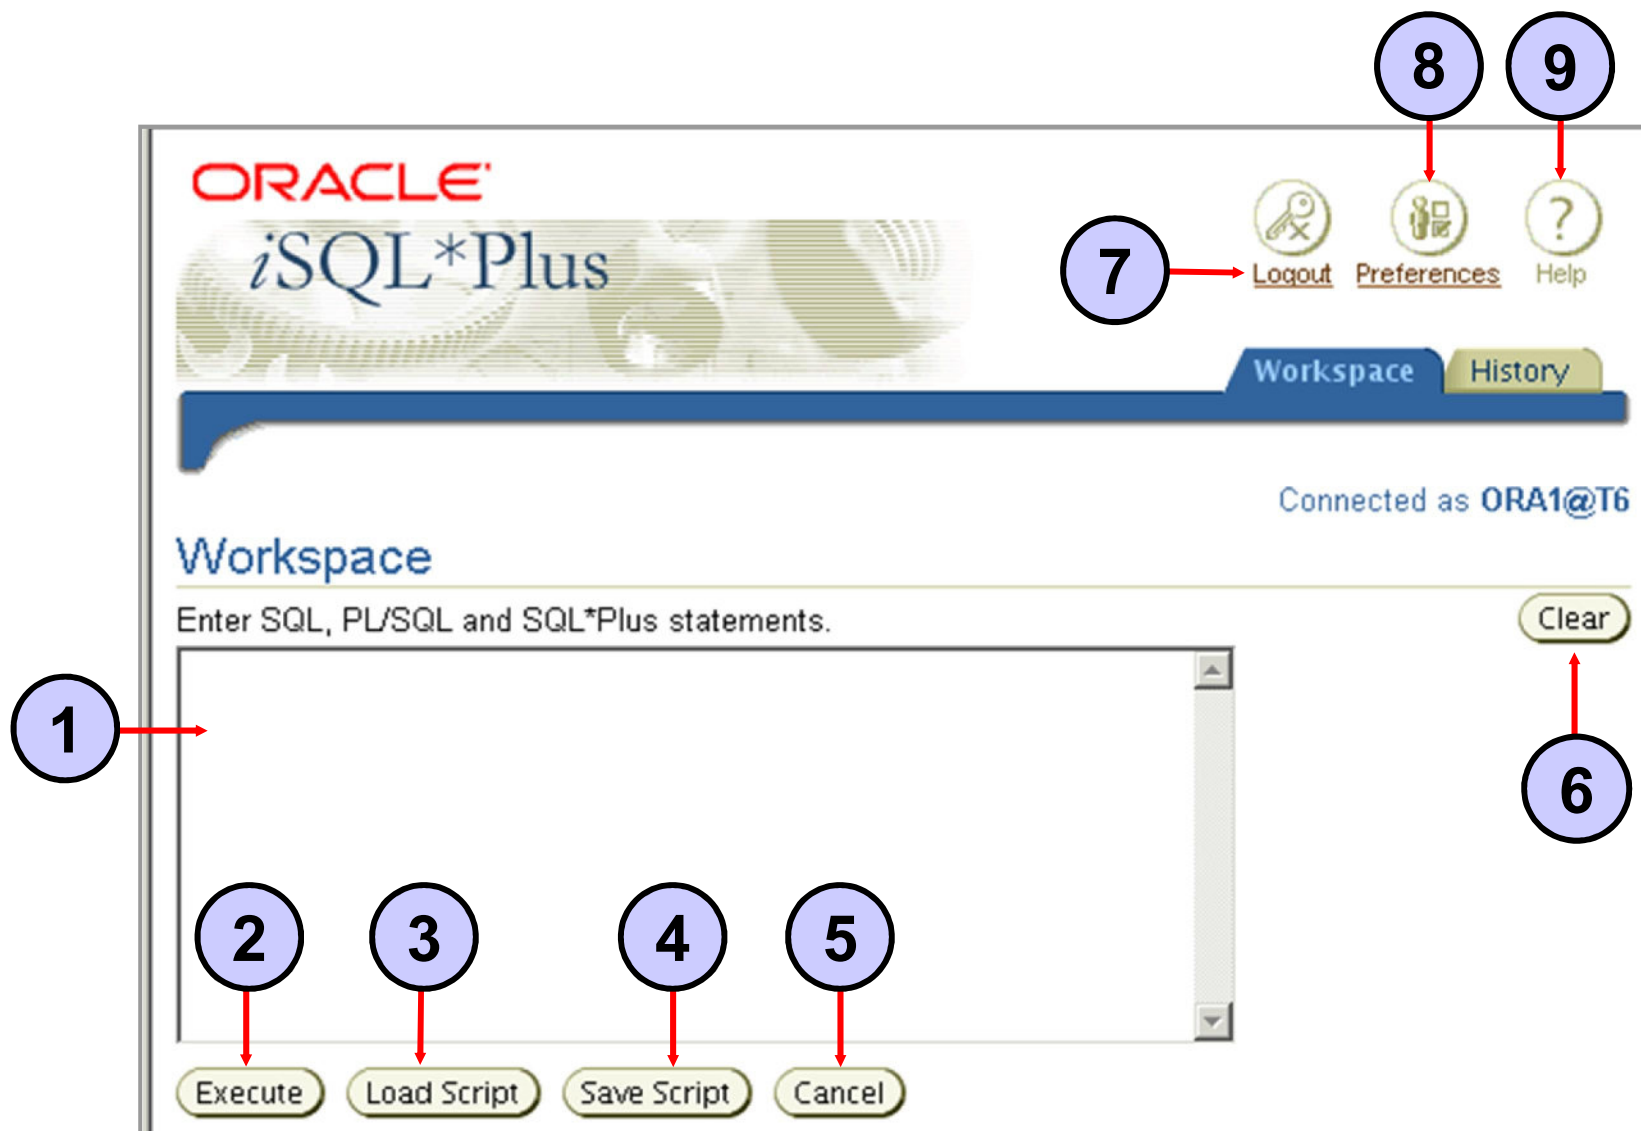 8 9
ORACLE
iSQL*Plus
7
Logout Preferences Help
Workspace History
Connected as ORA1@T6
Workspace
Enter SQL, PL/SQL and SQL*Plus statements.
Clear
1
6
2 3 4 5
Execute Load Script Save Script Cancel